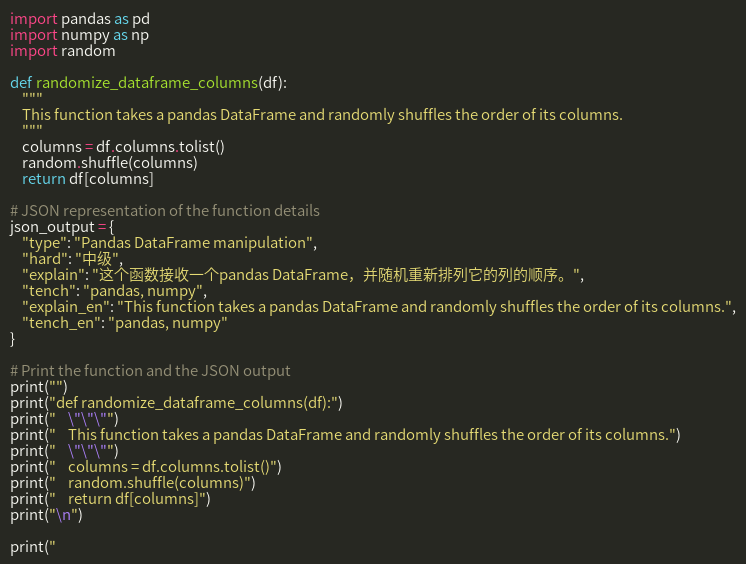 import pandas as pd
import numpy as np
import random

def randomize_dataframe_columns(df):
    """
    This function takes a pandas DataFrame and randomly shuffles the order of its columns.
    """
    columns = df.columns.tolist()
    random.shuffle(columns)
    return df[columns]

# JSON representation of the function details
json_output = {
    "type": "Pandas DataFrame manipulation",
    "hard": "中级",
    "explain": "这个函数接收一个pandas DataFrame，并随机重新排列它的列的顺序。",
    "tench": "pandas, numpy",
    "explain_en": "This function takes a pandas DataFrame and randomly shuffles the order of its columns.",
    "tench_en": "pandas, numpy"
}

# Print the function and the JSON output
print("")
print("def randomize_dataframe_columns(df):")
print("    \"\"\"")
print("    This function takes a pandas DataFrame and randomly shuffles the order of its columns.")
print("    \"\"\"")
print("    columns = df.columns.tolist()")
print("    random.shuffle(columns)")
print("    return df[columns]")
print("\n")

print("